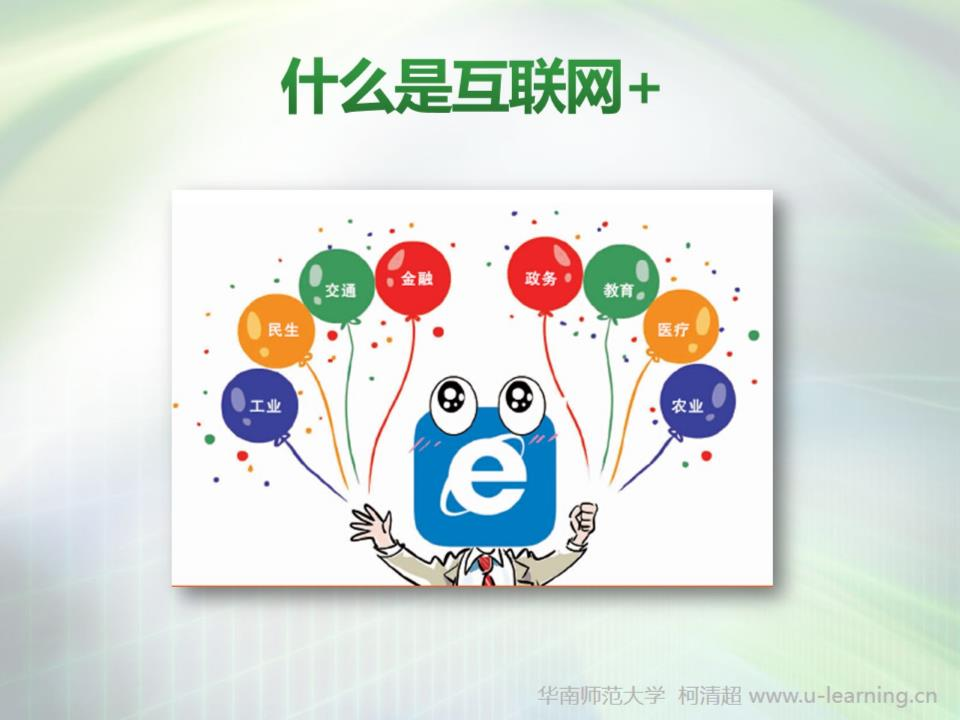 什么是互联网+
金融
政务
交通
教育
民生
医疗
工业
农业
e
华南师范大学 柯清超 www.u-learning.cn